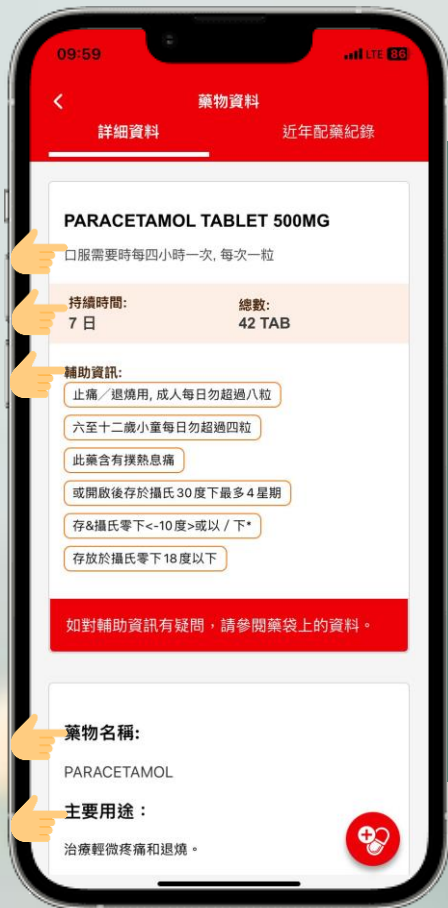 09:59
LTE 86
藥物資料
詳細資料 近年配藥紀錄
PARACETAMOL TABLET 500MG
口服需要時每四小時一次, 每次一粒
持續時間: 總數:
7 日 42 TAB
輔助資訊:
止痛／退燒用, 成人每日勿超過八粒
六至十二歲小童每日勿超過四粒
此藥含有撲熱息痛
或開啟後存於攝氏30度下最多4星期
存&攝氏零下<-10度>或以 / 下*
存放於攝氏零下18度以下
如對輔助資訊有疑問，請參閱藥袋上的資料。
藥物名稱:
PARACETAMOL
主要用途：
治療輕微疼痛和退燒。